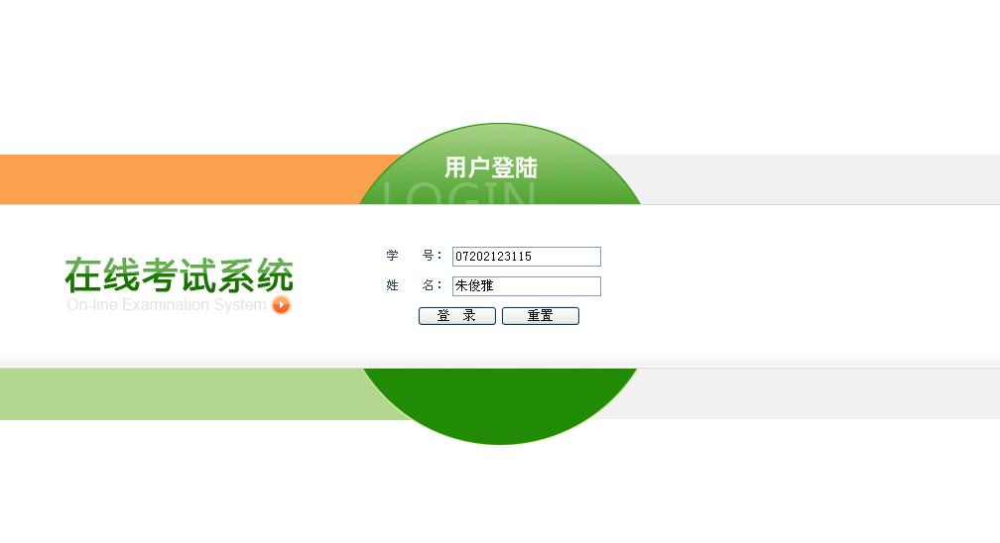 用户登陆
LOGIN
在线考试系统
On-line Examination System
学 号： 07202123115
姓 名： 朱俊雅
登 录 重置